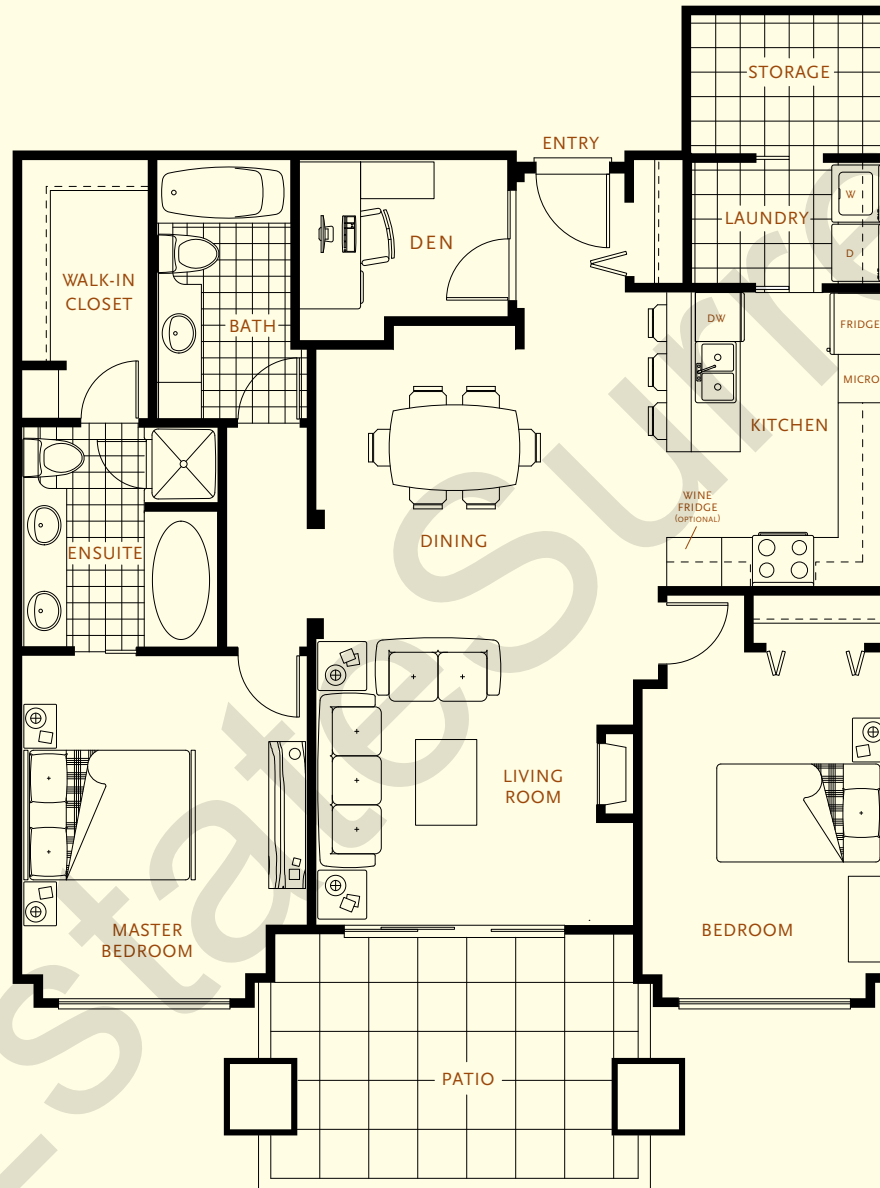 STORAGE
ENTRY
W
LAUNDRY
DEN
D
WALK-IN
CLOSET
BATH
DW
FRIDGE
MICRO
KITCHEN
WINE
FRIDGE
(OPTIONAL)
DINING
ENSUITE
LIVING
ROOM
MASTER
BEDROOM
BEDROOM
PATIO
-stateSurre